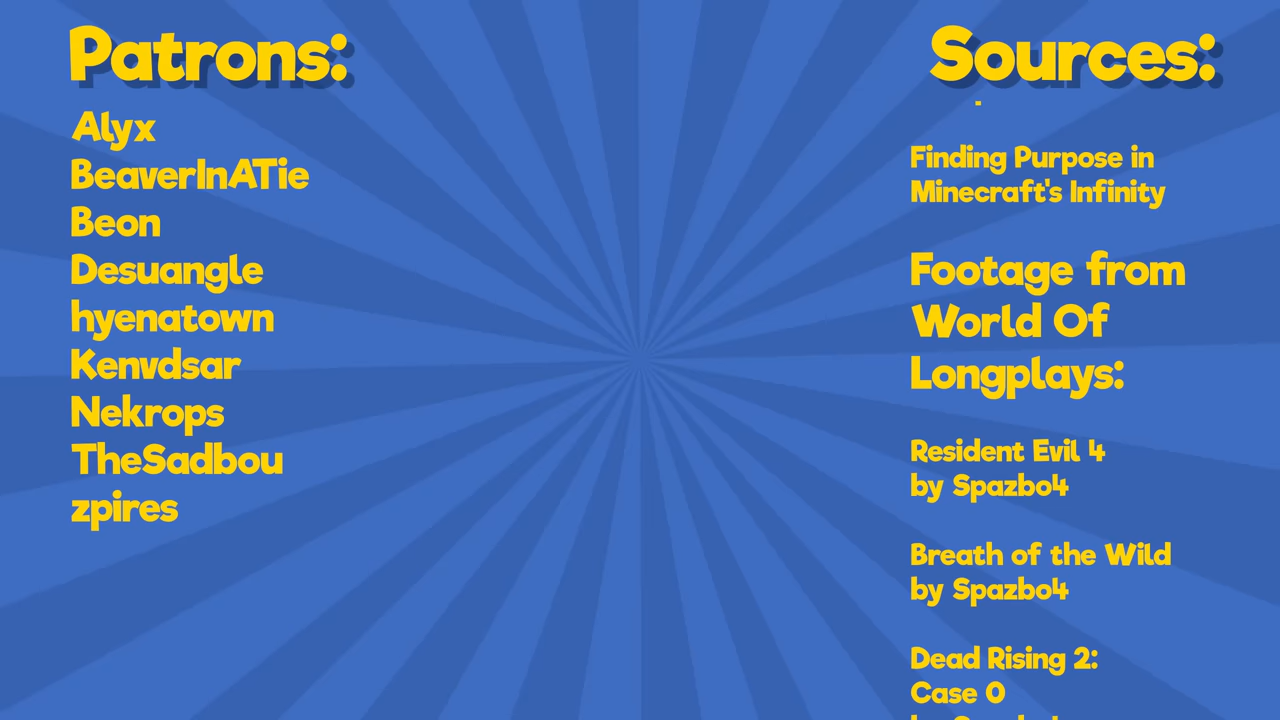 Patrons:
Alyx
BeaverInATie
Beon
Desuangle
hyenatown
Kenvdsar
Nekrops
TheSadbou
zpires
Sources:
Finding Purpose in
Minecraft's Infinity
Footage from
World Of
Longplays:
Resident Evil 4
by Spazbo4
Breath of the Wild
by Spazbo4
Dead Rising 2:
Case 0